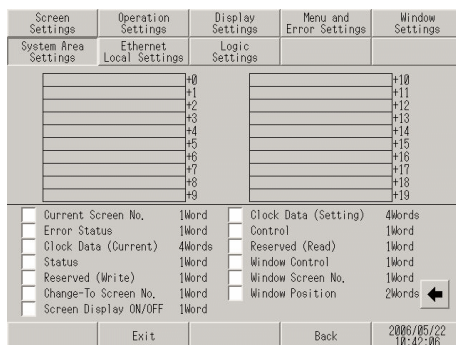 Screen Settings
Operation Settings
Display Settings
Menu and Error Settings
Window Settings
System Area Settings
Ethernet Local Settings
Logic Settings
+0
+1
+2
+3
+4
+5
+6
+7
+8
+9
+10
+11
+12
+13
+14
+15
+16
+17
+18
+19
Current Screen No. 1Word
Error Status 1Word
Clock Data (Current) 4Words
Status 1Word
Reserved (Write) 1Word
Change-To Screen No. 1Word
Screen Display ON/OFF 1Word
Clock Data (Setting) 4Words
Control 1Word
Reserved (Read) 1Word
Window Control 1Word
Window Screen No. 1Word
Window Position 2Words
Exit
Back
2006/05/22
10:42:06